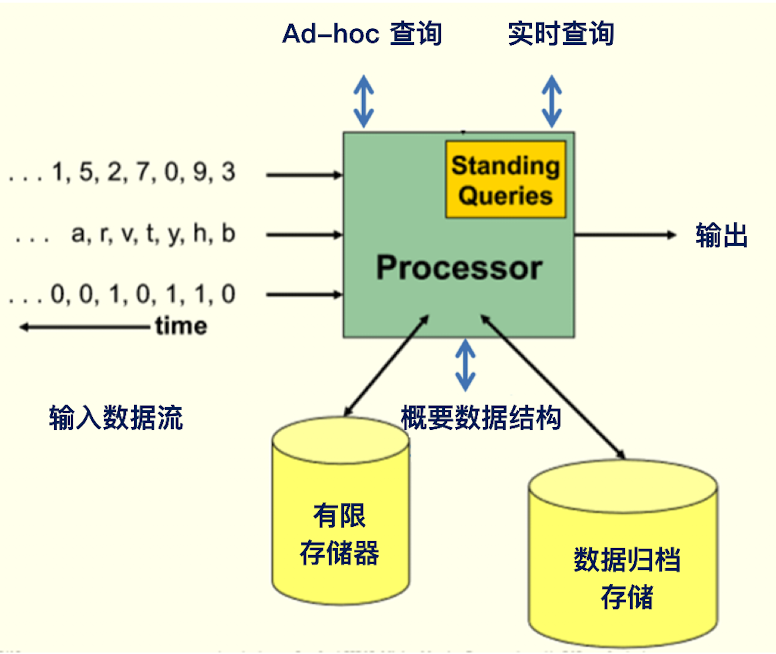 Ad-hoc 查询
实时查询
Standing
Queries
. . . 1, 5, 2, 7, 0, 9, 3
. . . a, r, v, t, y, h, b
. . . 0, 0, 1, 0, 1, 1, 0
time
Processor
输出
输入数据流
概要数据结构
有限
存储器
数据归档
存储